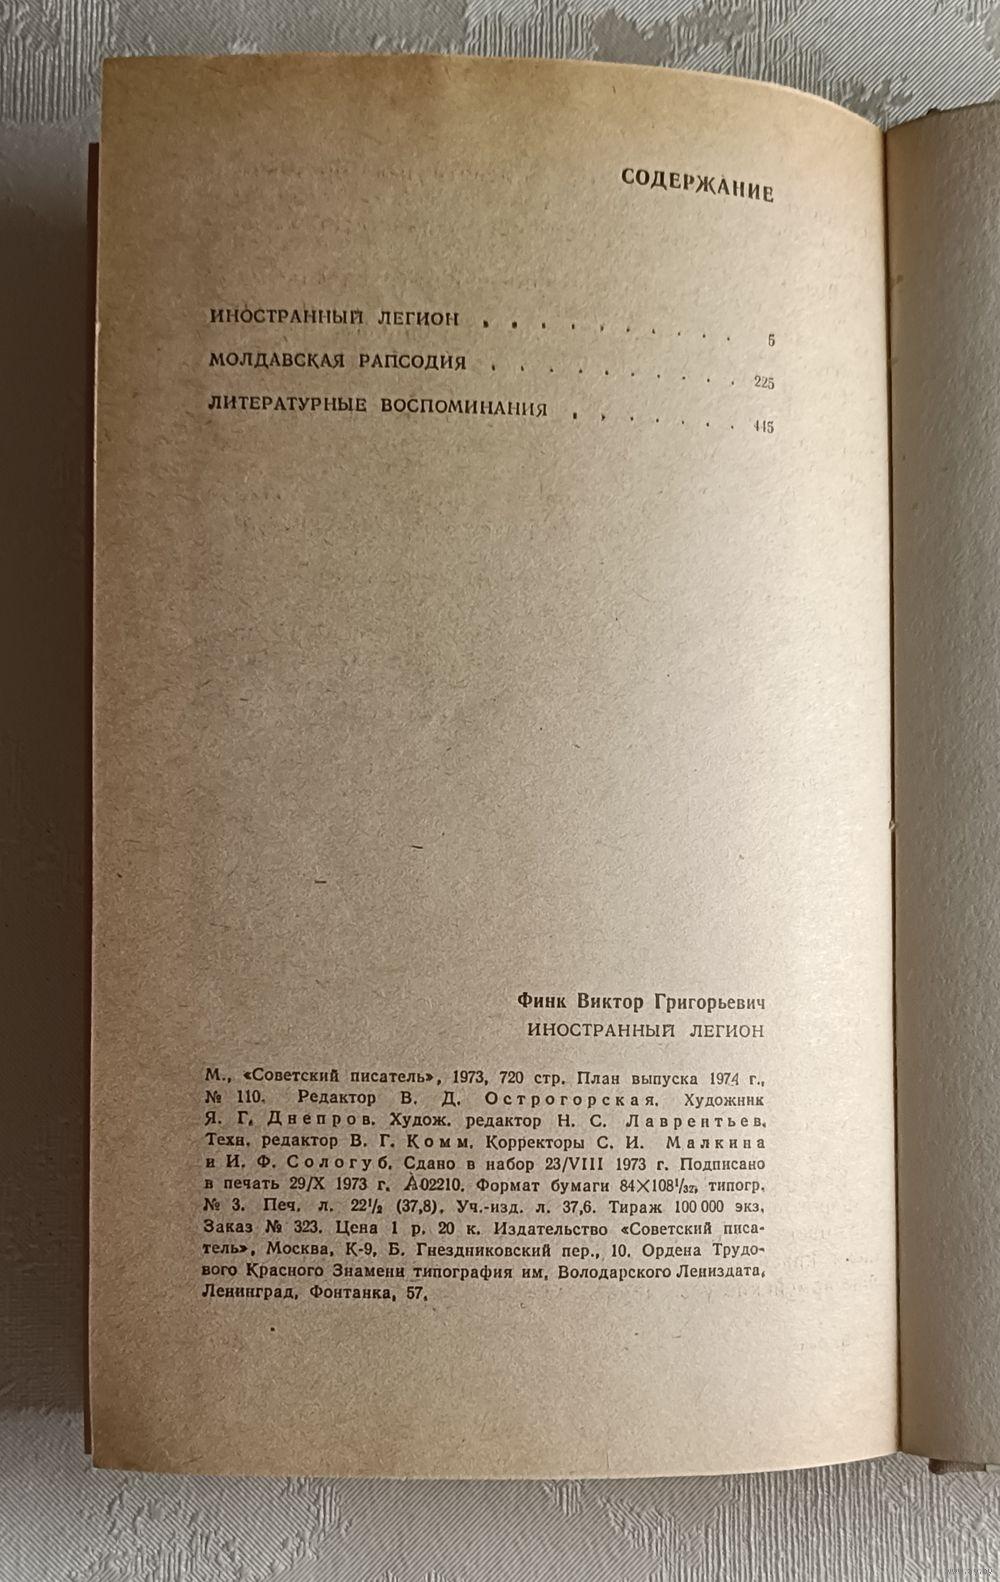 СОДЕРЖАНИЕ
ИНОСТРАННЫЙ ЛЕГИОН . . . . . . . . . . 5
МОЛДАВСКАЯ РАПСОДИЯ . . . . . . . . . . 225
ЛИТЕРАТУРНЫЕ ВОСПОМИНАНИЯ . . . . . . . 445
Финк Виктор Григорьевич
ИНОСТРАННЫЙ ЛЕГИОН
М., «Советский писатель», 1973, 720 стр. План выпуска 1974 г.,
№ 110. Редактор В. Д. Острогорская. Художник
Я. Г. Днепров. Худож. редактор Н. С. Лаврентьев.
Техн. редактор В. Г. Комм. Корректоры С. И. Малкина
и И. Ф. Сологуб. Сдано в набор 23/VIII 1973 г. Подписано
в печать 29/X 1973 г. А02210. Формат бумаги 84×108¹/₃₂, типогр.
№ 3. Печ. л. 22¹/₂ (37,8). Уч.-изд. л. 37,6. Тираж 100 000 экз.
Заказ № 323. Цена 1 р. 20 к. Издательство «Советский писа-
тель», Москва, К-9, Б. Гнездниковский пер., 10. Ордена Трудо-
вого Красного Знамени типография им. Володарского Лениздата,
Ленинград, Фонтанка, 57.